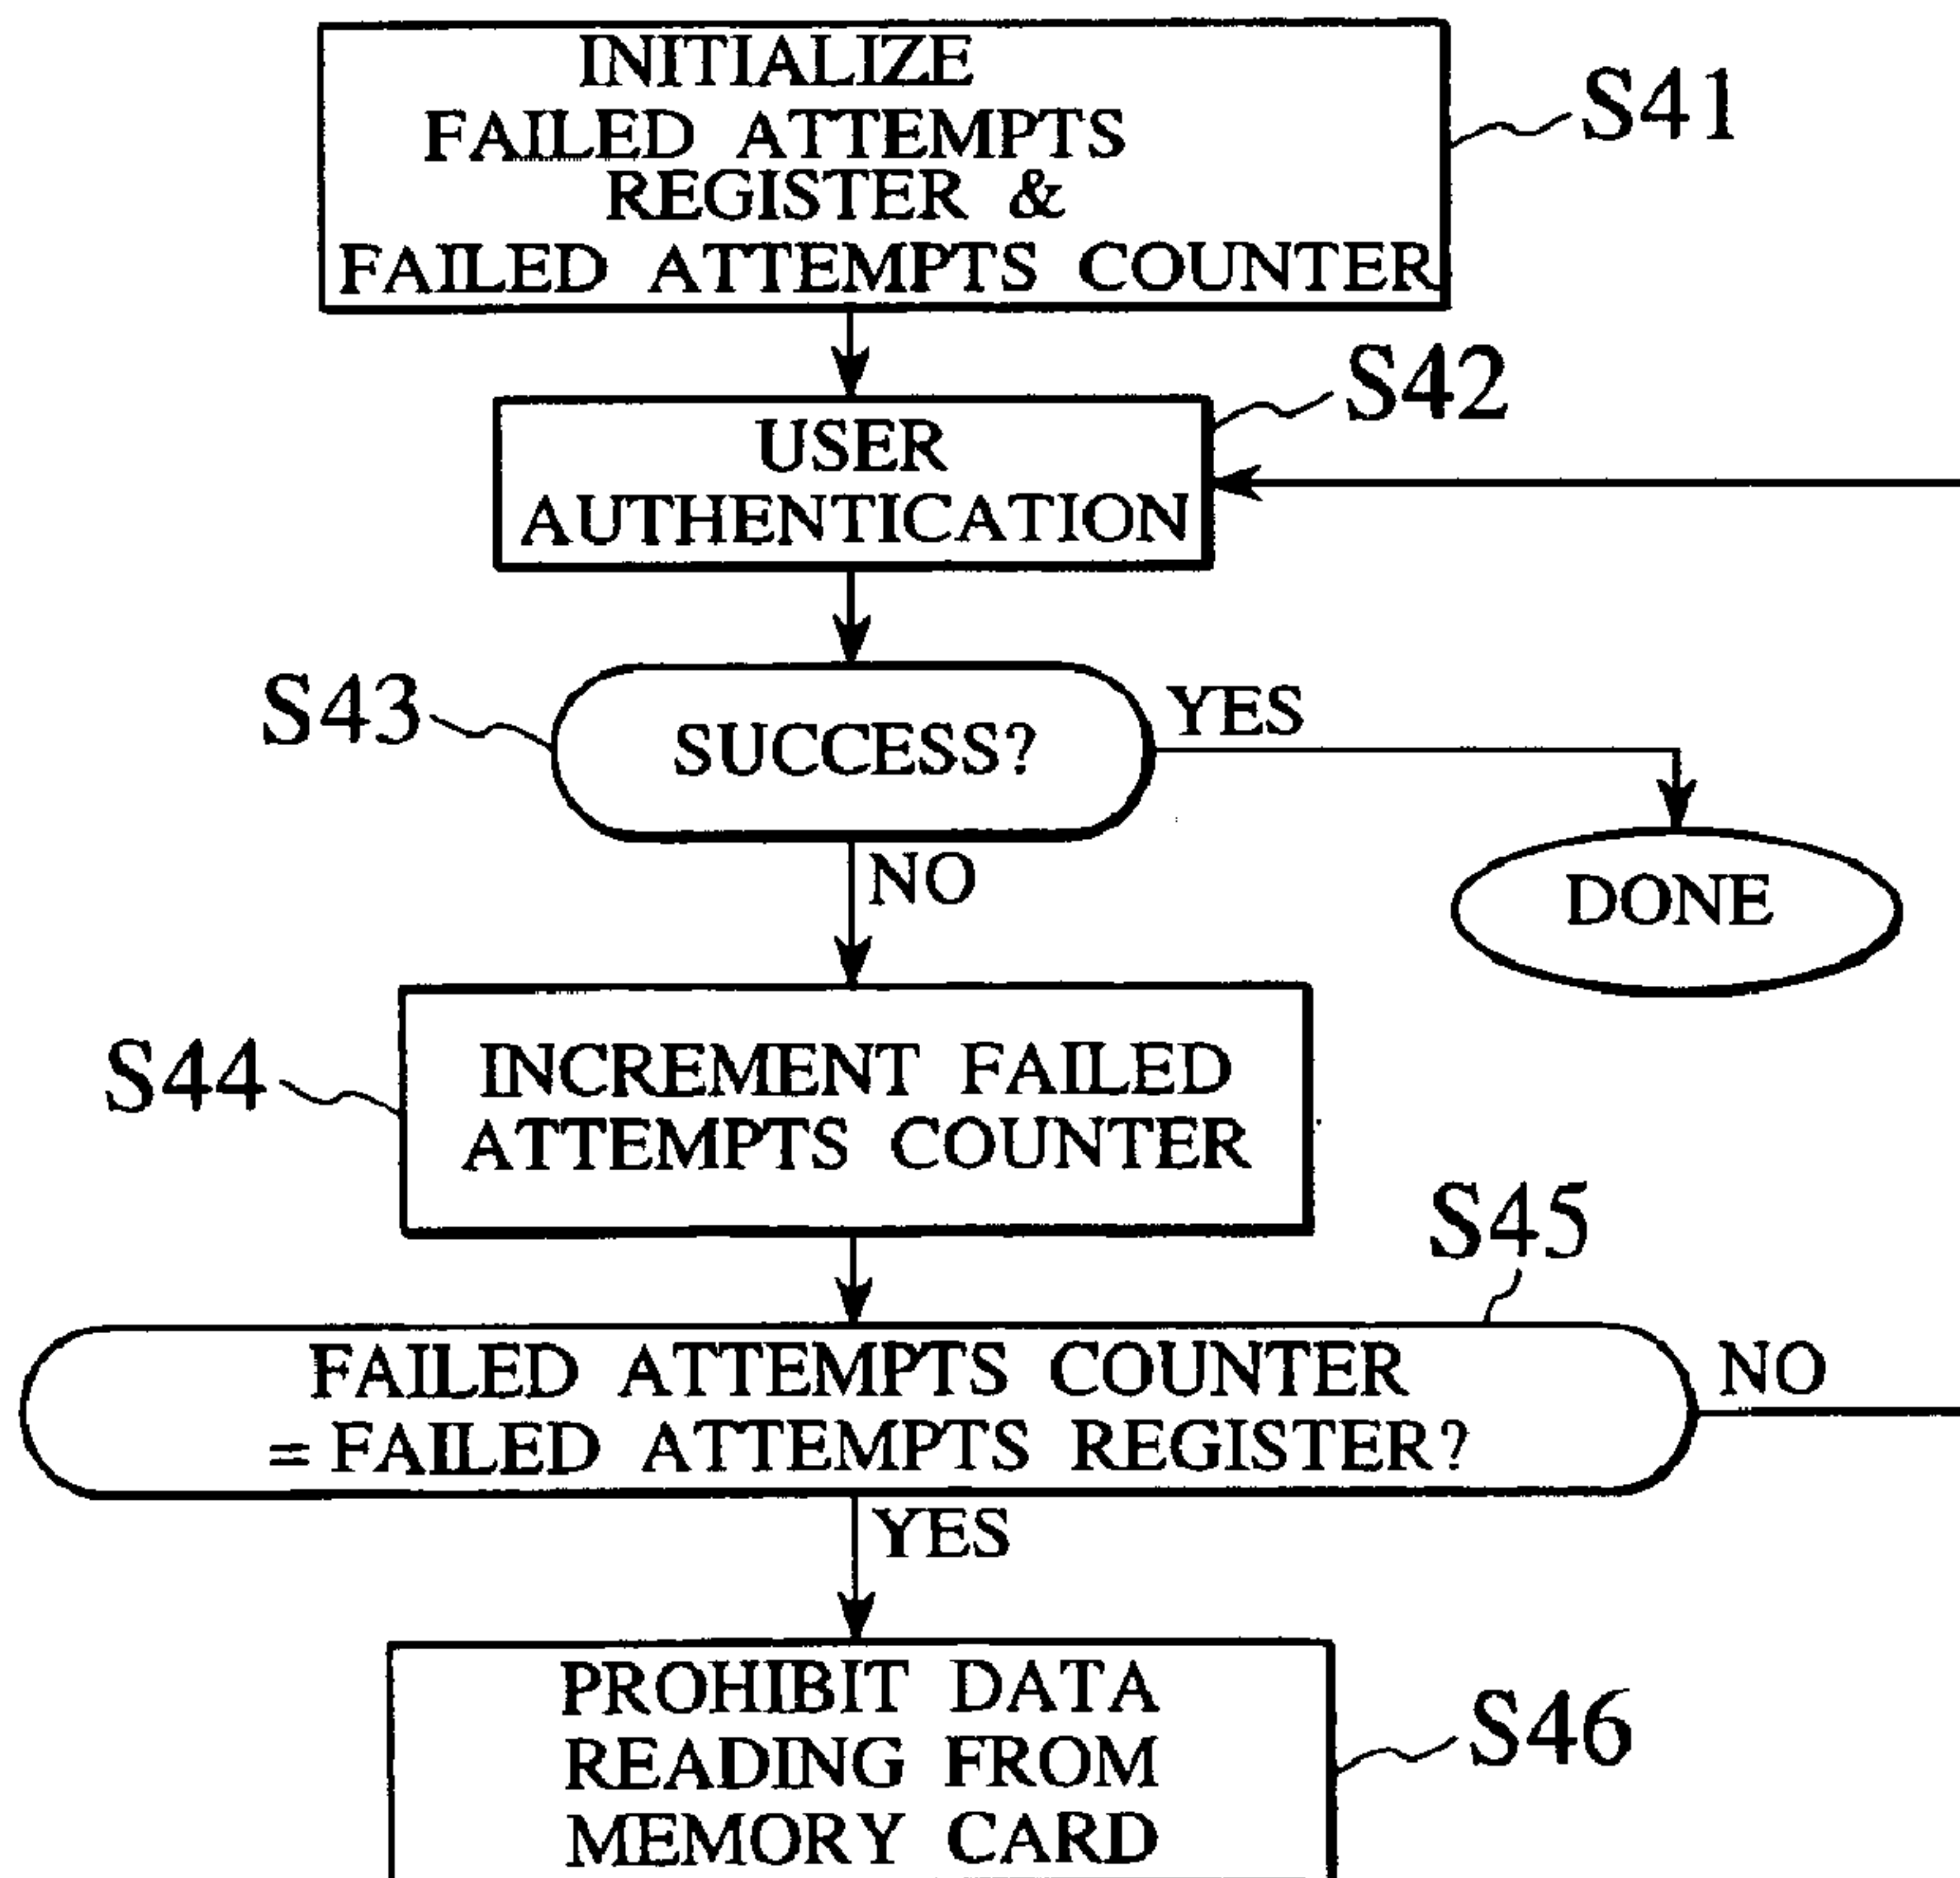 INITIALIZE
FAILED ATTEMPTS
REGISTER &
FAILED ATTEMPTS COUNTER
S41
S42
USER
AUTHENTICATION
S43
SUCCESS?
YES
NO
DONE
S44
INCREMENT FAILED
ATTEMPTS COUNTER
S45
FAILED ATTEMPTS COUNTER
= FAILED ATTEMPTS REGISTER?
NO
YES
PROHIBIT DATA
READING FROM
MEMORY CARD
S46